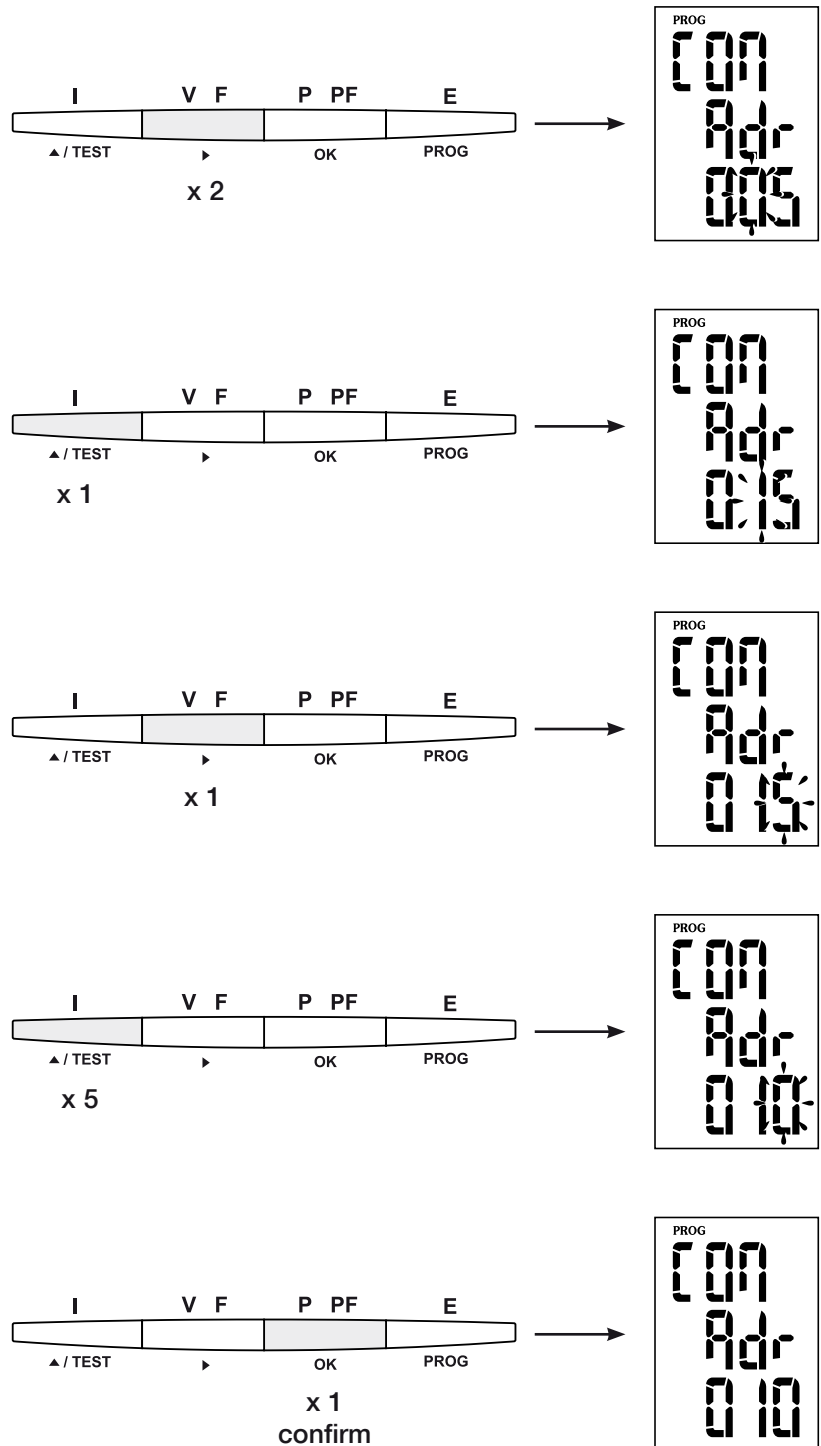 PROG
COM
Adr
005
I V F P PF E
▲ / TEST ▶ OK PROG
x 2
PROG
COM
Adr
015
I V F P PF E
▲ / TEST ▶ OK PROG
x 1
PROG
COM
Adr
015
I V F P PF E
▲ / TEST ▶ OK PROG
x 1
PROG
COM
Adr
010
I V F P PF E
▲ / TEST ▶ OK PROG
x 5
PROG
COM
Adr
010
I V F P PF E
▲ / TEST ▶ OK PROG
x 1
confirm